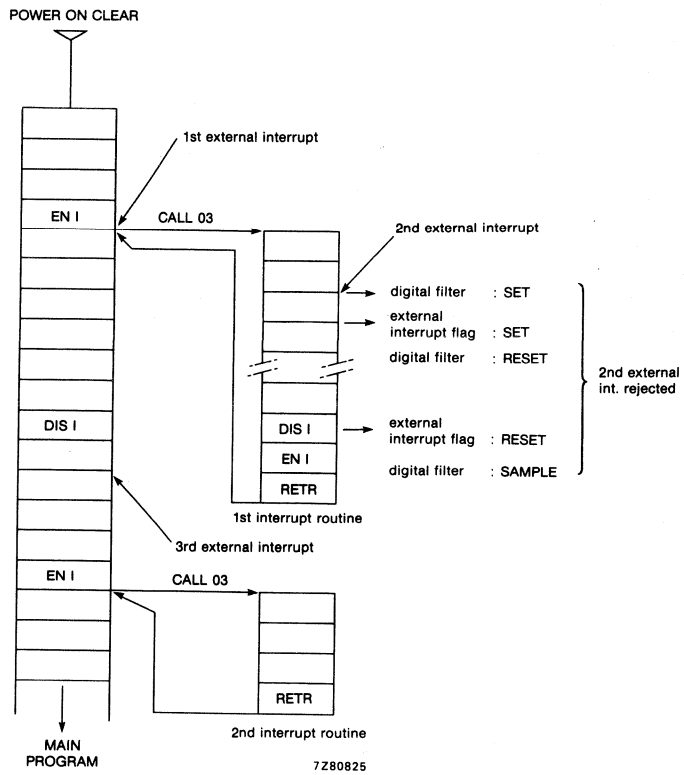 POWER ON CLEAR
1st external interrupt
EN I
CALL 03
2nd external interrupt
digital filter : SET
external
interrupt flag : SET
digital filter : RESET
2nd external
int. rejected
DIS I
DIS I
external
interrupt flag : RESET
EN I
digital filter : SAMPLE
RETR
1st interrupt routine
3rd external interrupt
EN I
CALL 03
RETR
2nd interrupt routine
MAIN
PROGRAM
7Z80825